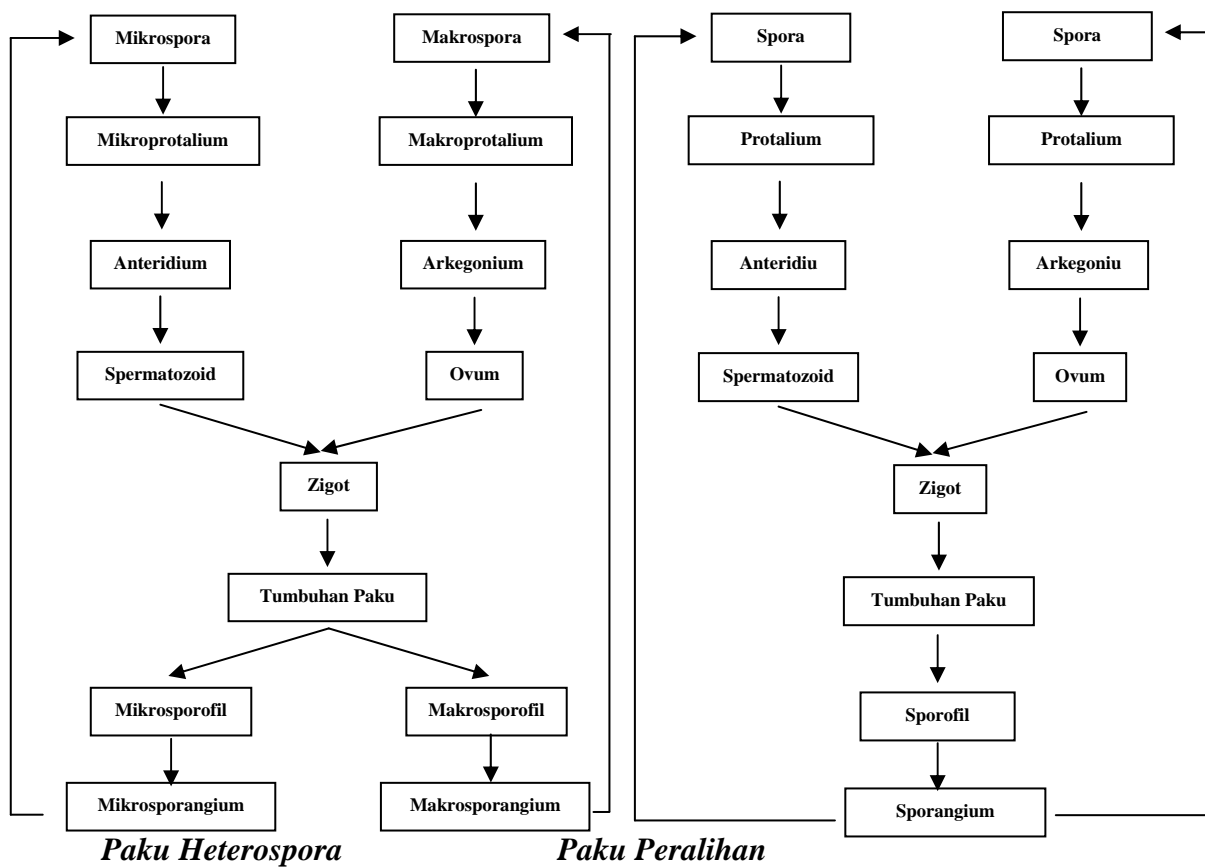 Mikrospora
Makrospora
Spora
Spora
Mikroprotalium
Makroprotalium
Protalium
Protalium
Anteridium
Arkegonium
Anteridiu
Arkegoniu
Spermatozoid
Ovum
Spermatozoid
Ovum
Zigot
Zigot
Tumbuhan Paku
Tumbuhan Paku
Mikrosporofil
Makrosporofil
Sporofil
Mikrosporangium
Makrosporangium
Sporangium
Paku Heterospora
Paku Peralihan